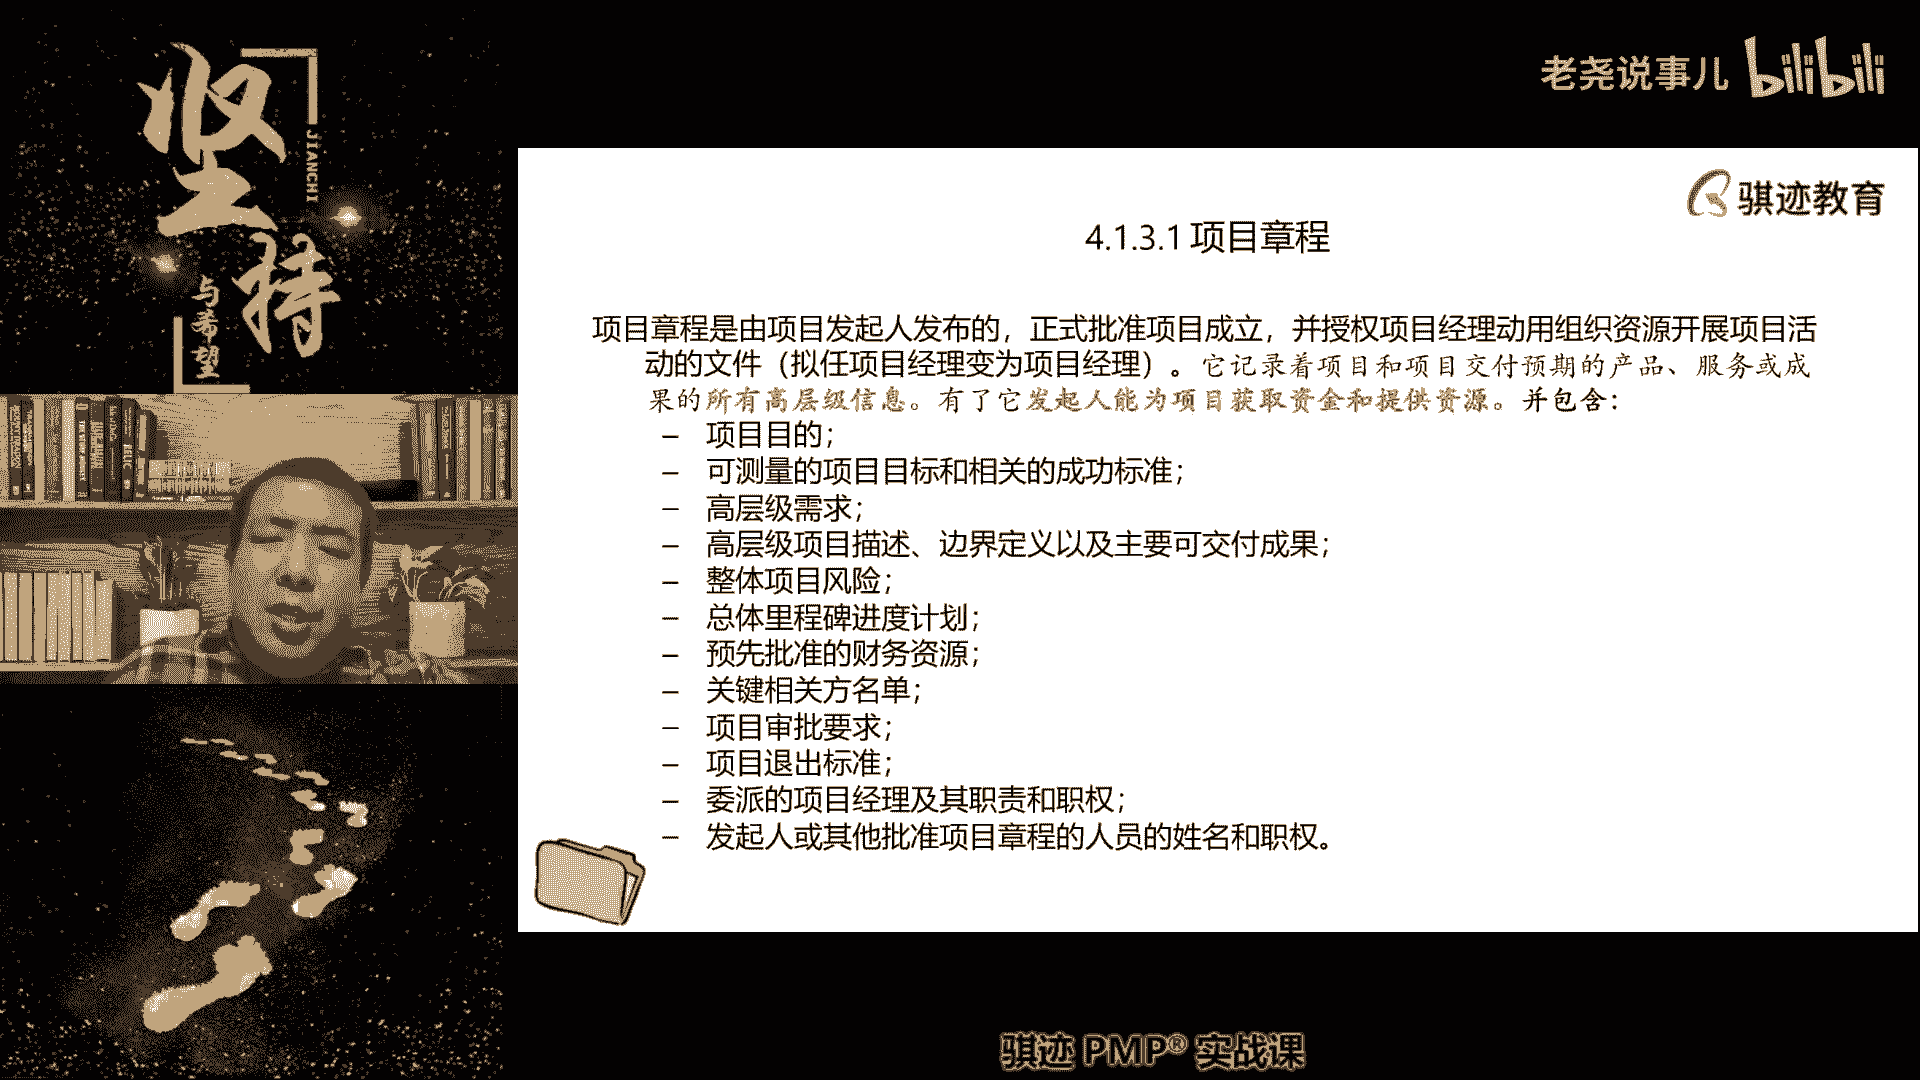 坚持
JIANCHI
与希望
老尧说事儿 bilibili
骐迹教育
4.1.3.1 项目章程
项目章程是由项目发起人发布的，正式批准项目成立，并授权项目经理动用组织资源开展项目活
动的文件（拟任项目经理变为项目经理）。它记录着项目和项目交付预期的产品、服务或成
果的所有高层级信息。有了它发起人能为项目获取资金和提供资源。并包含：
– 项目目的；
– 可测量的项目目标和相关的成功标准；
– 高层级需求；
– 高层级项目描述、边界定义以及主要可交付成果；
– 整体项目风险；
– 总体里程碑进度计划；
– 预先批准的财务资源；
– 关键相关方名单；
– 项目审批要求；
– 项目退出标准；
– 委派的项目经理及其职责和职权；
– 发起人或其他批准项目章程的人员的姓名和职权。
骐迹 PMP® 实战课